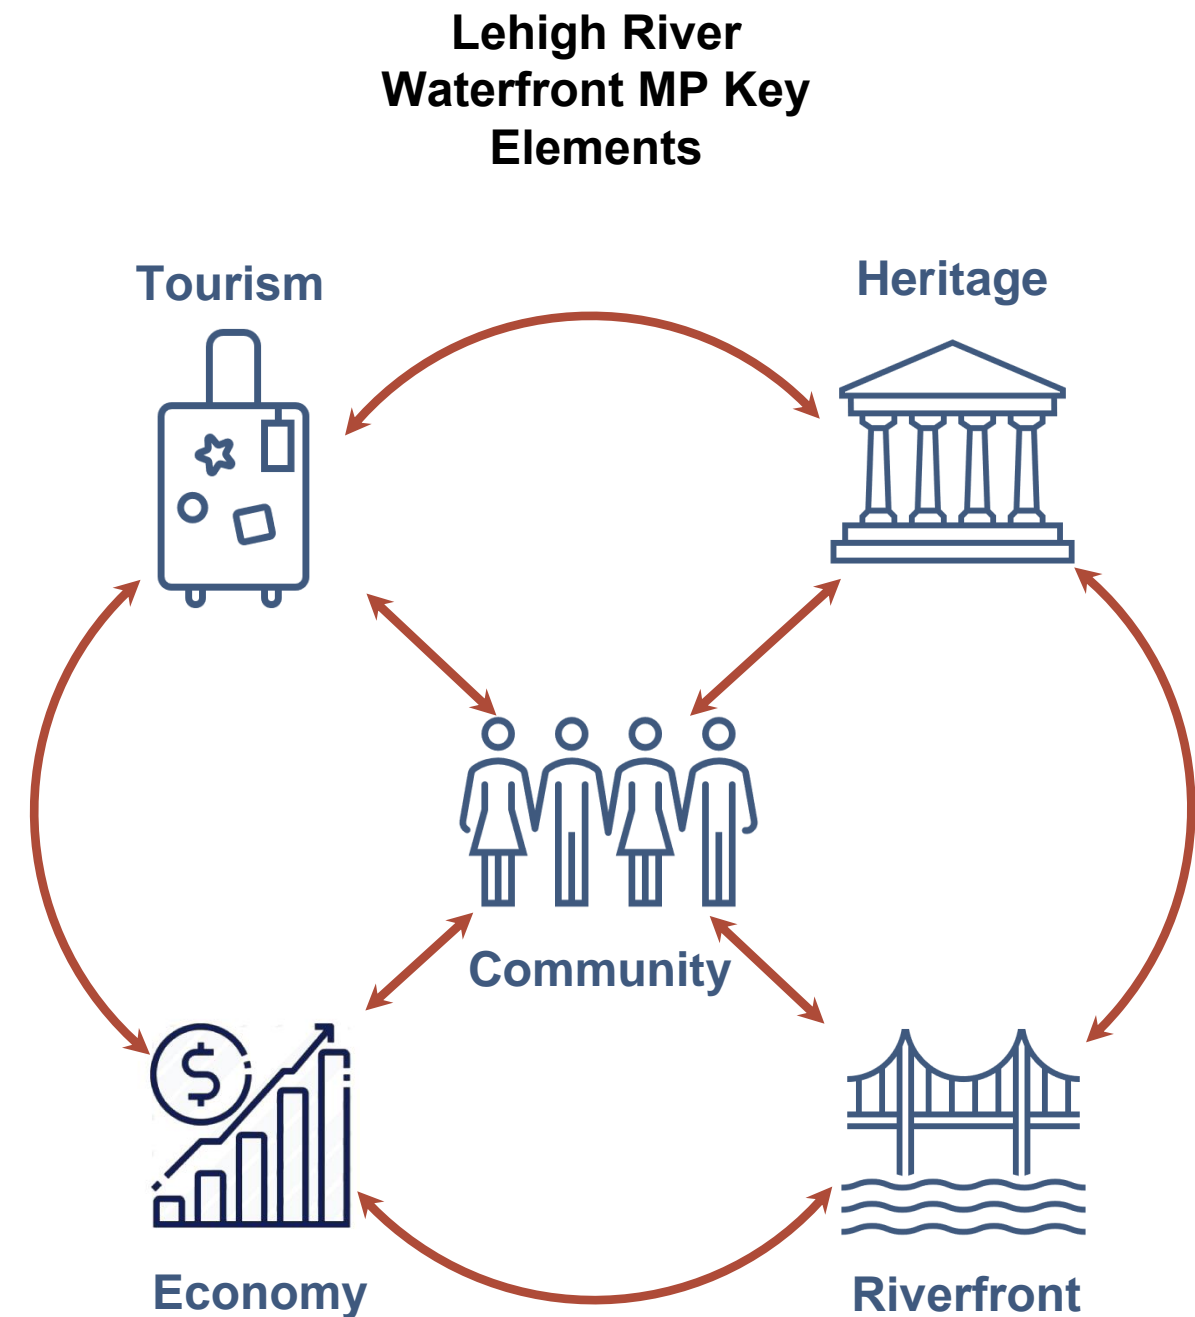 Lehigh River
Waterfront MP Key
Elements
Tourism
Heritage
$
Community
Economy
Riverfront